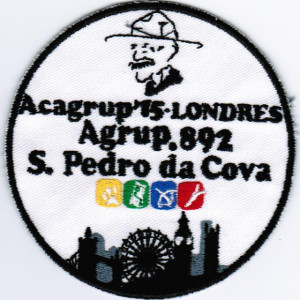 Acagrup'15-LONDRES
Agrup.892
S. Pedro da Cova